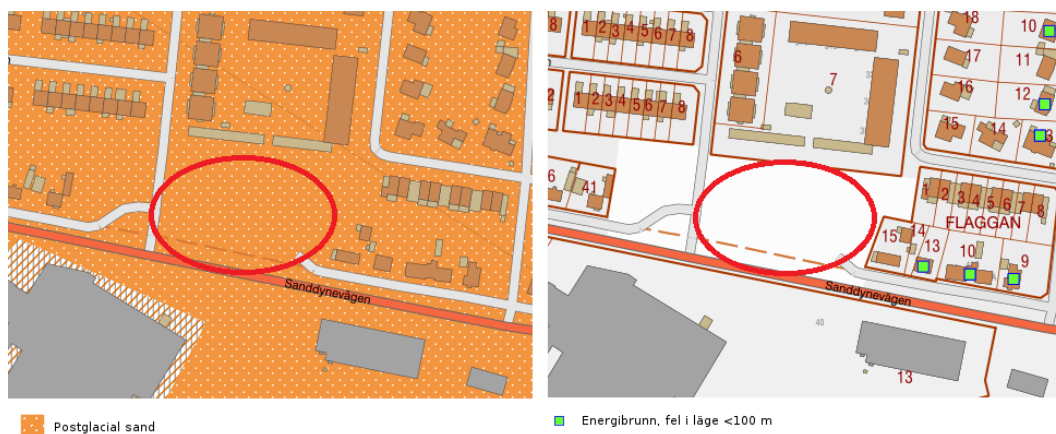 Sanddynevägen
Postglacial sand
18
10
17
11
16
12
15
14
3
1 2 3 4 5 6 7 8
6
7
1 2 3 4 5 6 7 8
2
6
41
1 2 3 4 5 6 7 8
FLAGGAN
15
14
13
10
9
Sanddynevägen
40
13
Energibrunn, fel i läge <100 m